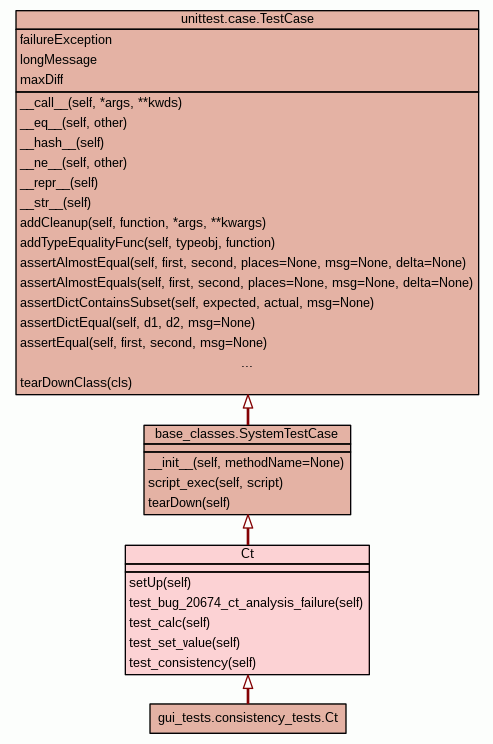 unittest.case.TestCase
failureException
longMessage
maxDiff
__call__(self, *args, **kwds)
__eq__(self, other)
__hash__(self)
__ne__(self, other)
__repr__(self)
__str__(self)
addCleanup(self, function, *args, **kwargs)
addTypeEqualityFunc(self, typeobj, function)
assertAlmostEqual(self, first, second, places=None, msg=None, delta=None)
assertAlmostEquals(self, first, second, places=None, msg=None, delta=None)
assertDictContainsSubset(self, expected, actual, msg=None)
assertDictEqual(self, d1, d2, msg=None)
assertEqual(self, first, second, msg=None)
...
tearDownClass(cls)
base_classes.SystemTestCase
__init__(self, methodName=None)
script_exec(self, script)
tearDown(self)
Ct
setUp(self)
test_bug_20674_ct_analysis_failure(self)
test_calc(self)
test_set_value(self)
test_consistency(self)
gui_tests.consistency_tests.Ct